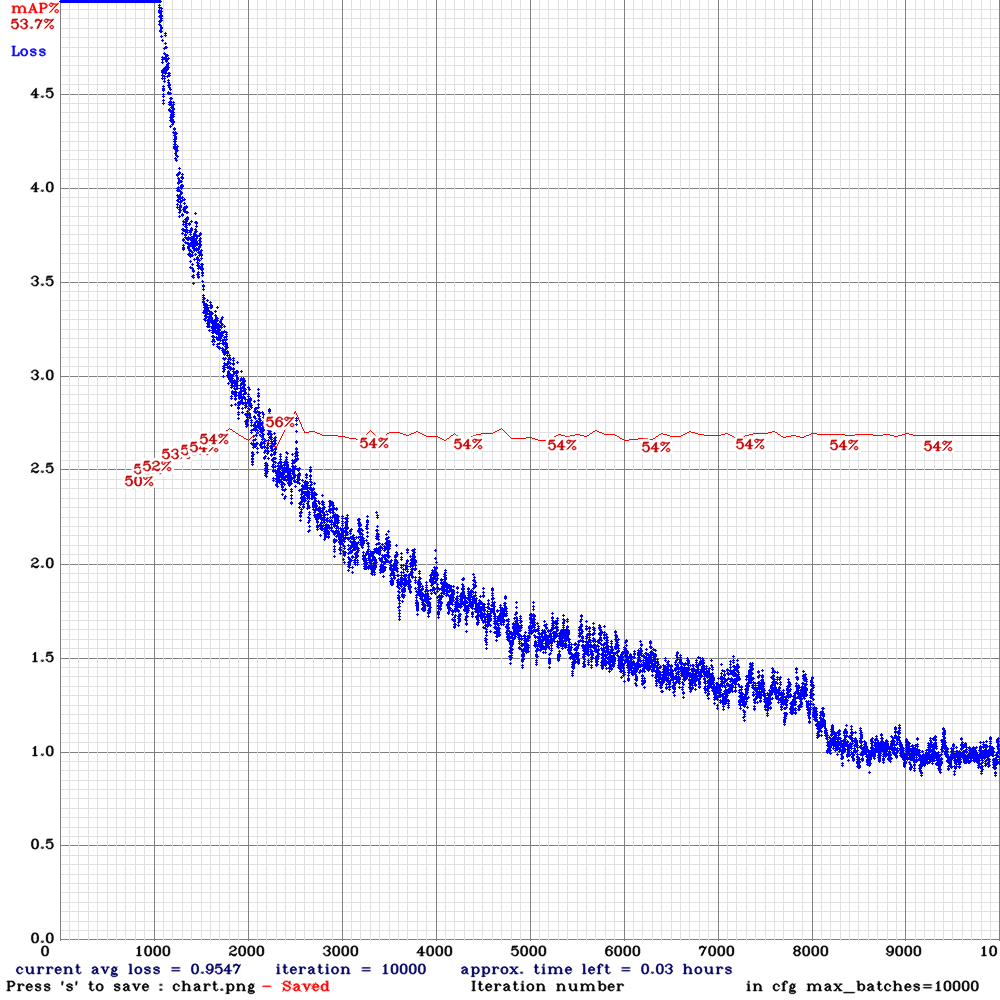 mAP%
53.7%
Loss
4.5
4.0
3.5
3.0
56%
54%
54%
54% 54% 54% 54% 54% 54% 54%
53
52%
2.5
50%
2.0
1.5
1.0
0.5
0.0
0 1000 2000 3000 4000 5000 6000 7000 8000 9000 10
current avg loss = 0.9547 iteration = 10000 approx. time left = 0.03 hours
Press 's' to save : chart.png - Saved Iteration number in cfg max_batches=10000